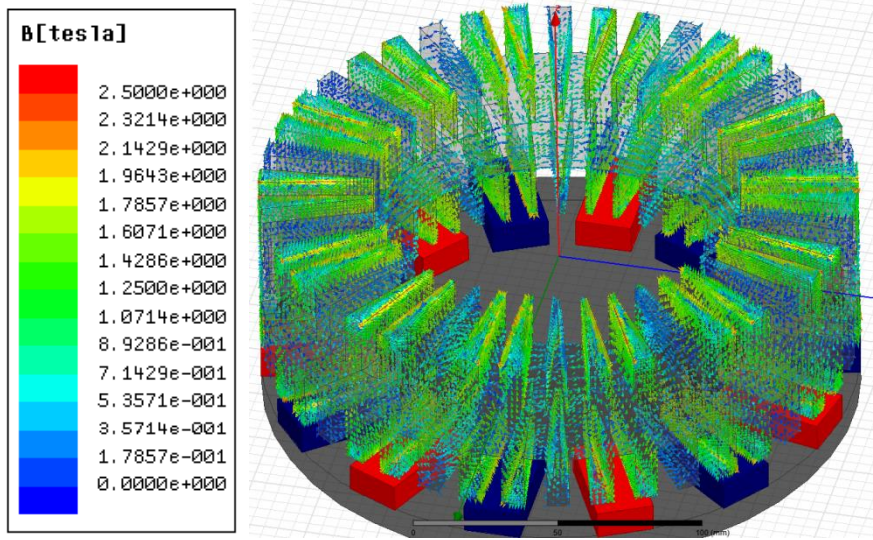 B[tesla]
2.5000e+000
2.3214e+000
2.1429e+000
1.9643e+000
1.7857e+000
1.6071e+000
1.4286e+000
1.2500e+000
1.0714e+000
8.9286e-001
7.1429e-001
5.3571e-001
3.5714e-001
1.7857e-001
0.0000e+000
0 50 100 (mm)